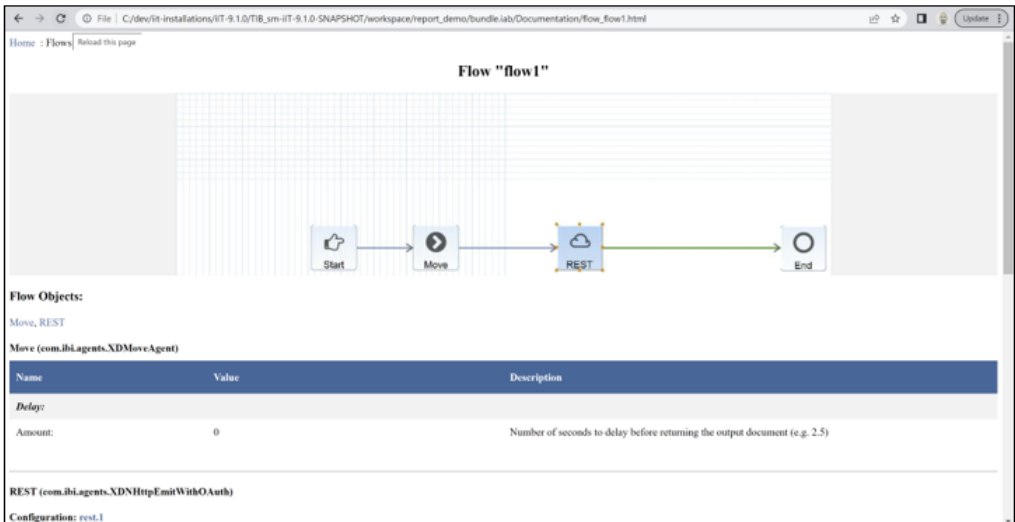 File | C:/dev/iit-installations/iIT-9.1.0/TIB_sm-iIT-9.1.0-SNAPSHOT/workspace/report_demo/bundle.iab/Documentation/flow_flow1.html Update
Home : Flows Reload this page
Flow "flow1"
Start Move REST End
Flow Objects:
Move, REST
Move (com.ibi.agents.XDMoveAgent)
Name Value Description
Delay:
Amount: 0 Number of seconds to delay before returning the output document (e.g. 2.5)
REST (com.ibi.agents.XDNHttpEmitWithOAuth)
Configuration: rest.1